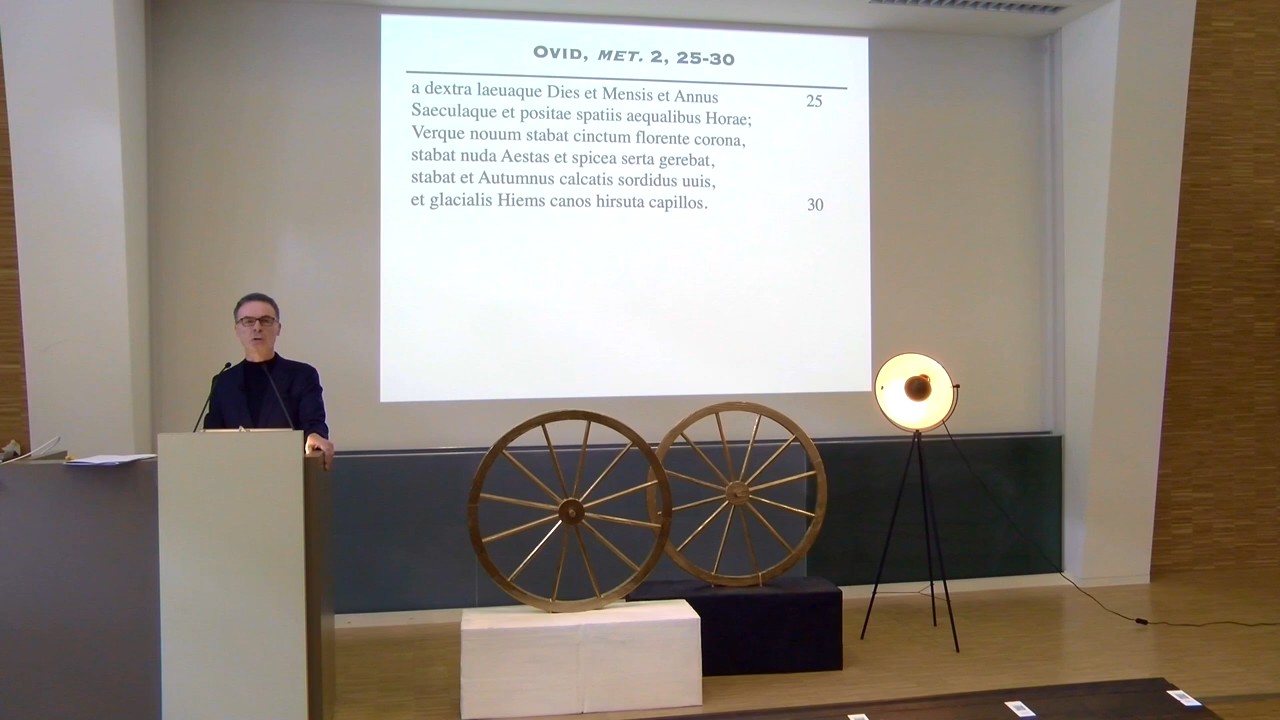 OVID, MET. 2, 25-30
a dextra laeuaque Dies et Mensis et Annus 25
Saeculaque et positae spatiis aequalibus Horae;
Verque nouum stabat cinctum florente corona,
stabat nuda Aestas et spicea serta gerebat,
stabat et Autumnus calcatis sordidus uuis,
et glacialis Hiems canos hirsuta capillos. 30